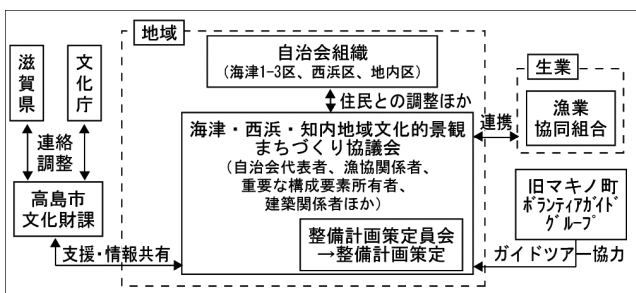 地域
滋賀県
文化庁
連絡
調整
高島市
文化財課
支援・情報共有
自治会組織
(海津1-3区、西浜区、地内区)
住民との調整ほか
海津・西浜・知内地域文化的景観
まちづくり協議会
(自治会代表者、漁協関係者、
重要な構成要素所有者、
建築関係者ほか)
整備計画策定員会
→整備計画策定
連携
生業
漁業
協同組合
旧マキノ町
ボランティアガイド
グループ
ガイドツアー協力